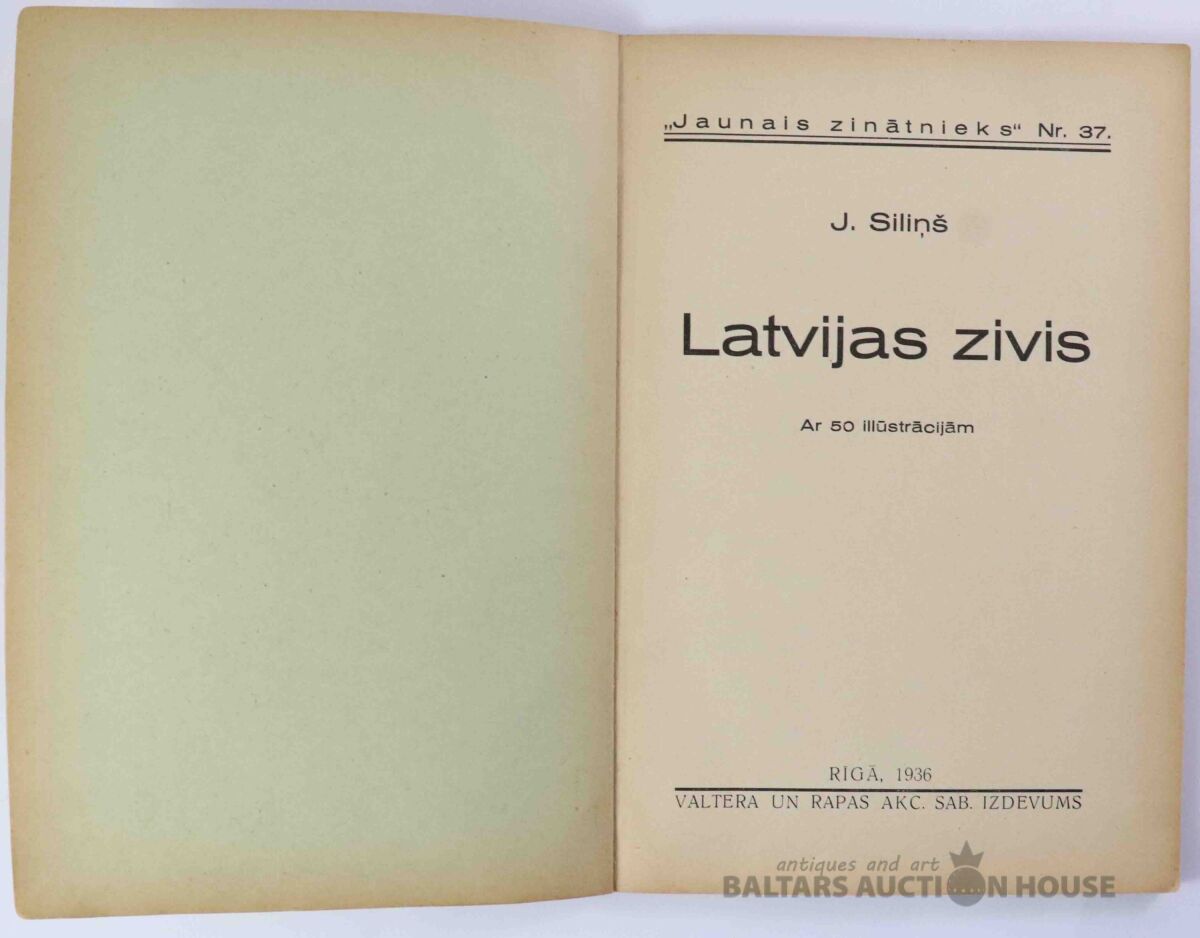 „Jaunais zinātnieks“ Nr. 37.
J. Siliņš
Latvijas zivis
Ar 50 illūstrācijām
RĪGĀ, 1936
VALTERA UN RAPAS AKC. SAB. IZDEVUMS
antiques and art
BALTARS AUCTION HOUSE